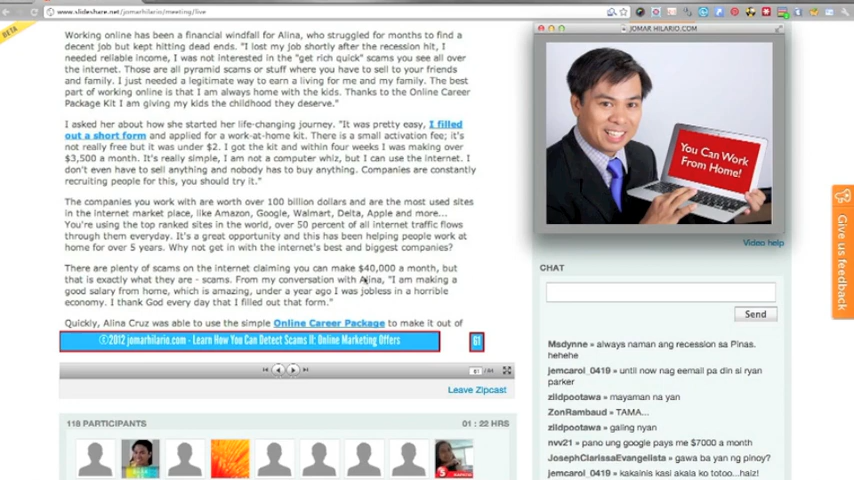 BETA
www.slideshare.net/jomarhilario/meeting/live
Working online has been a financial windfall for Alina, who struggled for months to find a
decent job but kept hitting dead ends. "I lost my job shortly after the recession hit, I
needed reliable income, I was not interested in the "get rich quick" scams you see all over
the internet. Those are all pyramid scams or stuff where you have to sell to your friends
and family. I just needed a legitimate way to earn a living for me and my family. The best
part of working online is that I am always home with the kids. Thanks to the Online Career
Package Kit I am giving my kids the childhood they deserve."
I asked her about how she started her life-changing journey. "It was pretty easy, I filled
out a short form and applied for a work-at-home kit. There is a small activation fee; it's
not really free but it was under $2. I got the kit and within four weeks I was making over
$3,500 a month. It's really simple, I am not a computer whiz, but I can use the internet. I
don't even have to sell anything and nobody has to buy anything. Companies are constantly
recruiting people for this, you should try it."
The companies you work with are worth over 100 billion dollars and are the most used sites
in the internet market place, like Amazon, Google, Walmart, Delta, Apple and more...
You're using the top ranked sites in the world, over 50 percent of all internet traffic flows
through them everyday. It's a great opportunity and this has been helping people work at
home for over 5 years. Why not get in with the internet's best and biggest companies?
There are plenty of scams on the internet claiming you can make $40,000 a month, but
that is exactly what they are - scams. From my conversation with Alina, "I am making a
good salary from home, which is amazing, under a year ago I was jobless in a horrible
economy. I thank God every day that I filled out that form."
Quickly, Alina Cruz was able to use the simple Online Career Package to make it out of
©2012 jomarhilario.com - Learn How You Can Detect Scams II: Online Marketing Offers
61
61 / 84
Leave Zipcast
118 PARTICIPANTS
01 : 22 HRS
JOMAR HILARIO.COM
You Can Work
From Home!
Video help
CHAT
Send
Msdynne » always naman ang recession sa Pinas.
hehehe
jemcarol_0419 » until now nag eemail pa din si ryan
parker
zildpootawa » mayaman na yan
ZonRambaud » TAMA...
zildpootawa » galing nyan
nvv21 » pano ung google pays me $7000 a month
JosephClarissaEvangelista » gawa ba yan ng pinoy?
jemcarol_0419 » kakainis kasi akala ko totoo...haiz!
Give us feedback